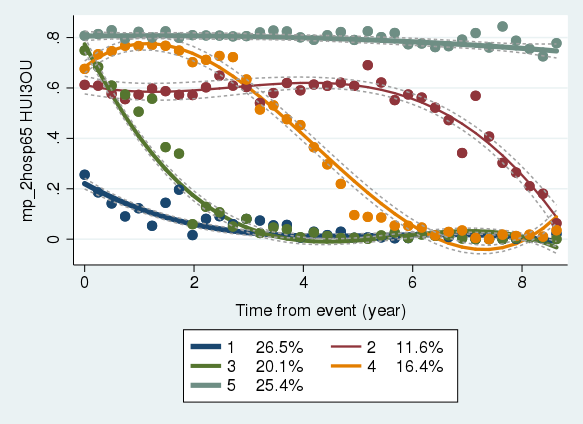 mp_2hosp65 HUI3OU
.8
.6
.4
.2
0
0 2 4 6 8
Time from event (year)
1 26.5% 2 11.6%
3 20.1% 4 16.4%
5 25.4%